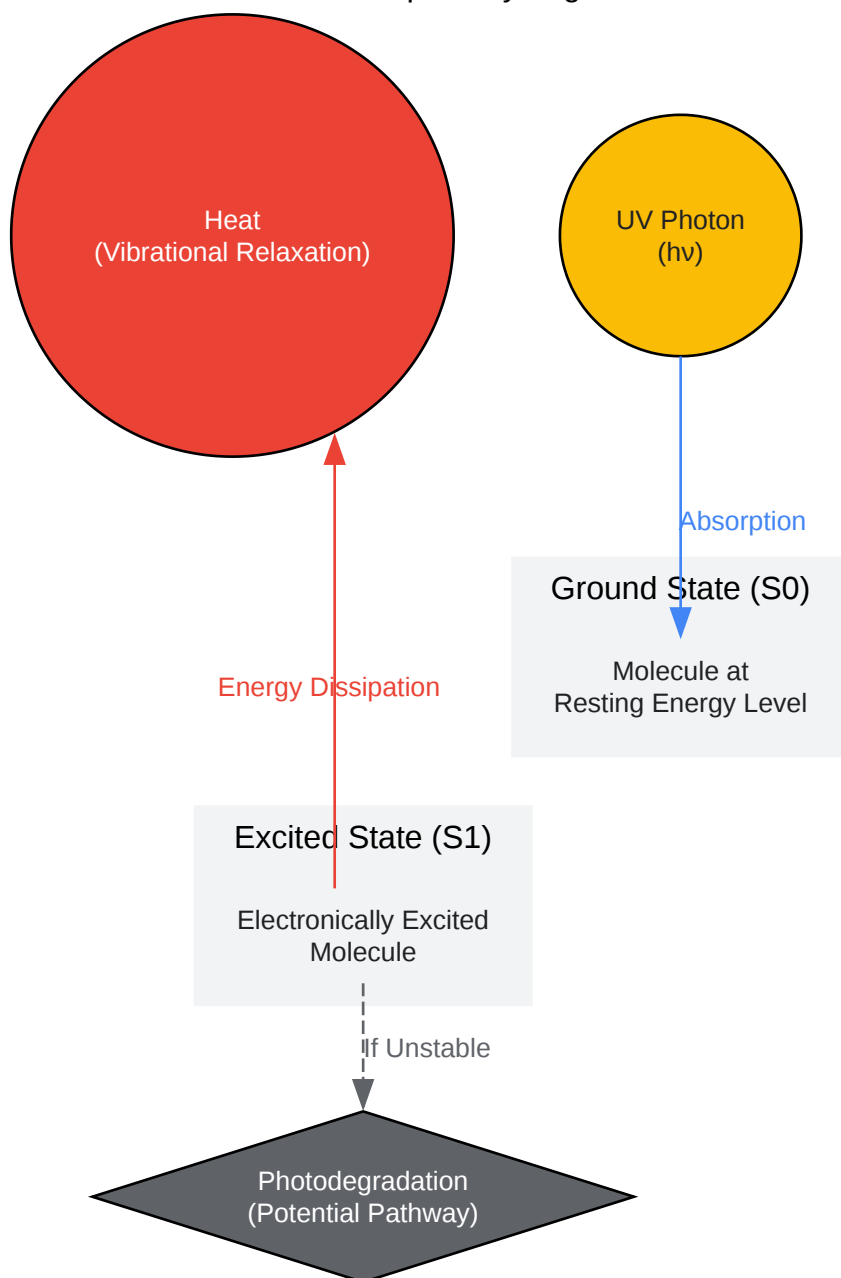 Heat
(Vibrational Relaxation)
UV Photon
(hν)
Absorption
Ground State (S0)
Molecule at
Resting Energy Level
Energy Dissipation
Excited State (S1)
Electronically Excited
Molecule
If Unstable
Photodegradation
(Potential Pathway)